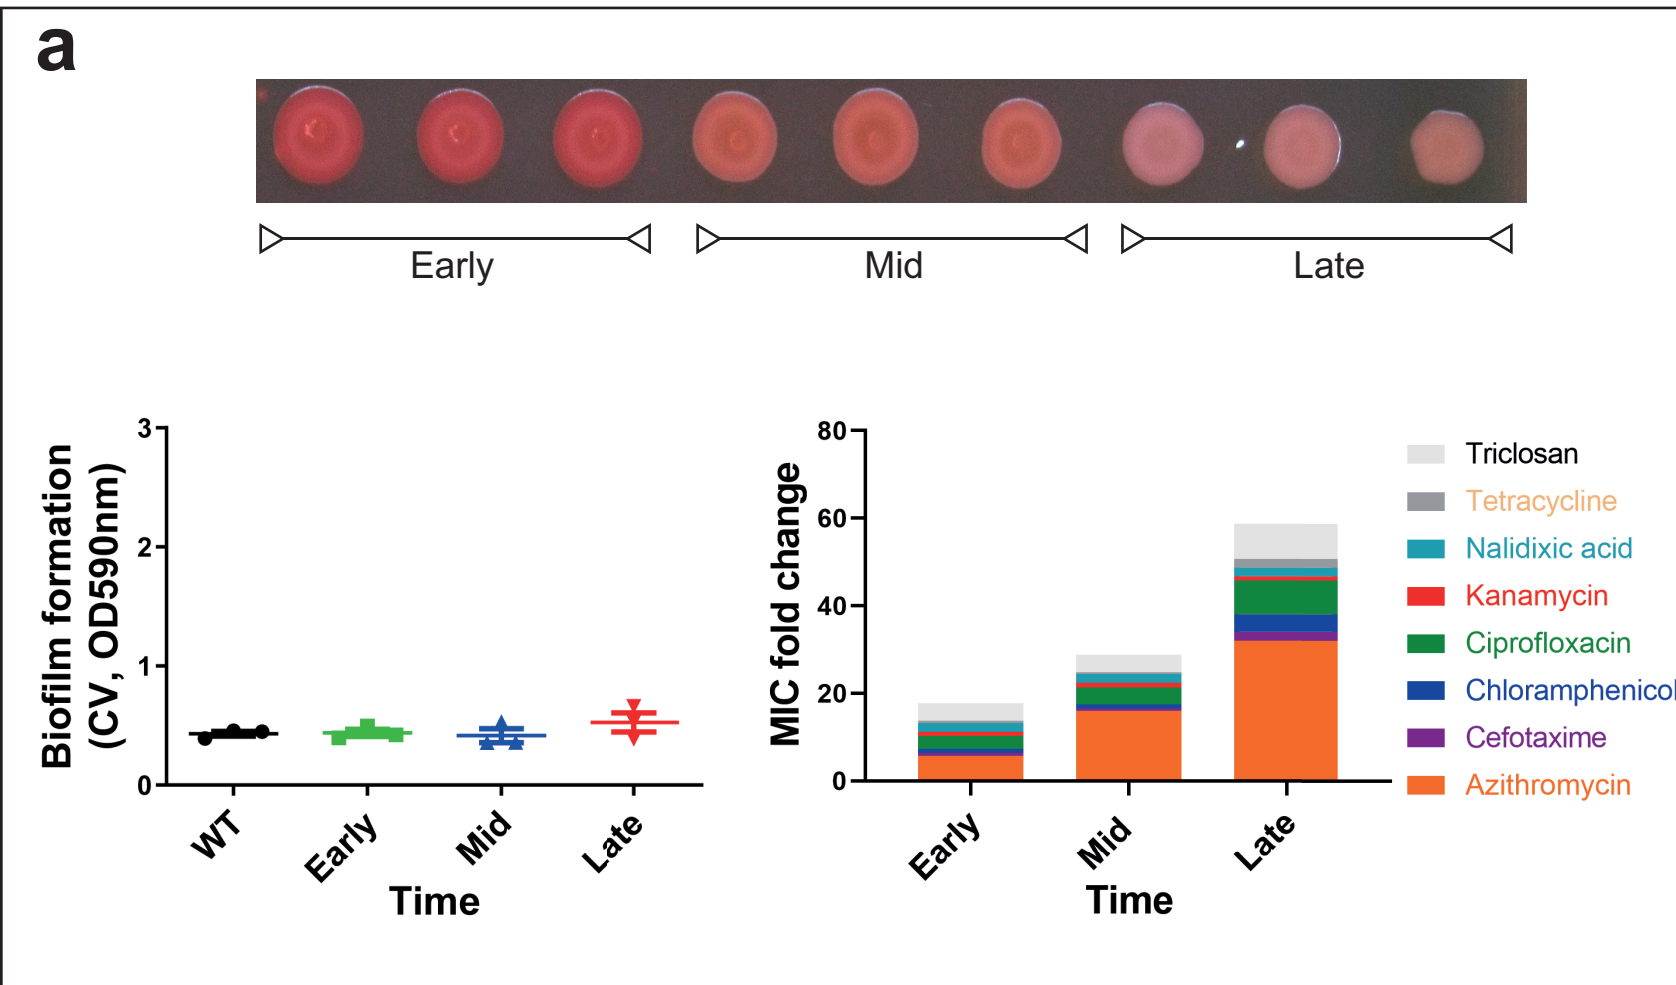 a
Early
Mid
Late
Biofilm formation
(CV, OD590nm)
3
2
1
0
WT
Early
Mid
Late
Time
MIC fold change
80
60
40
20
0
Early
Mid
Late
Time
Triclosan
Tetracycline
Nalidixic acid
Kanamycin
Ciprofloxacin
Chloramphenicol
Cefotaxime
Azithromycin